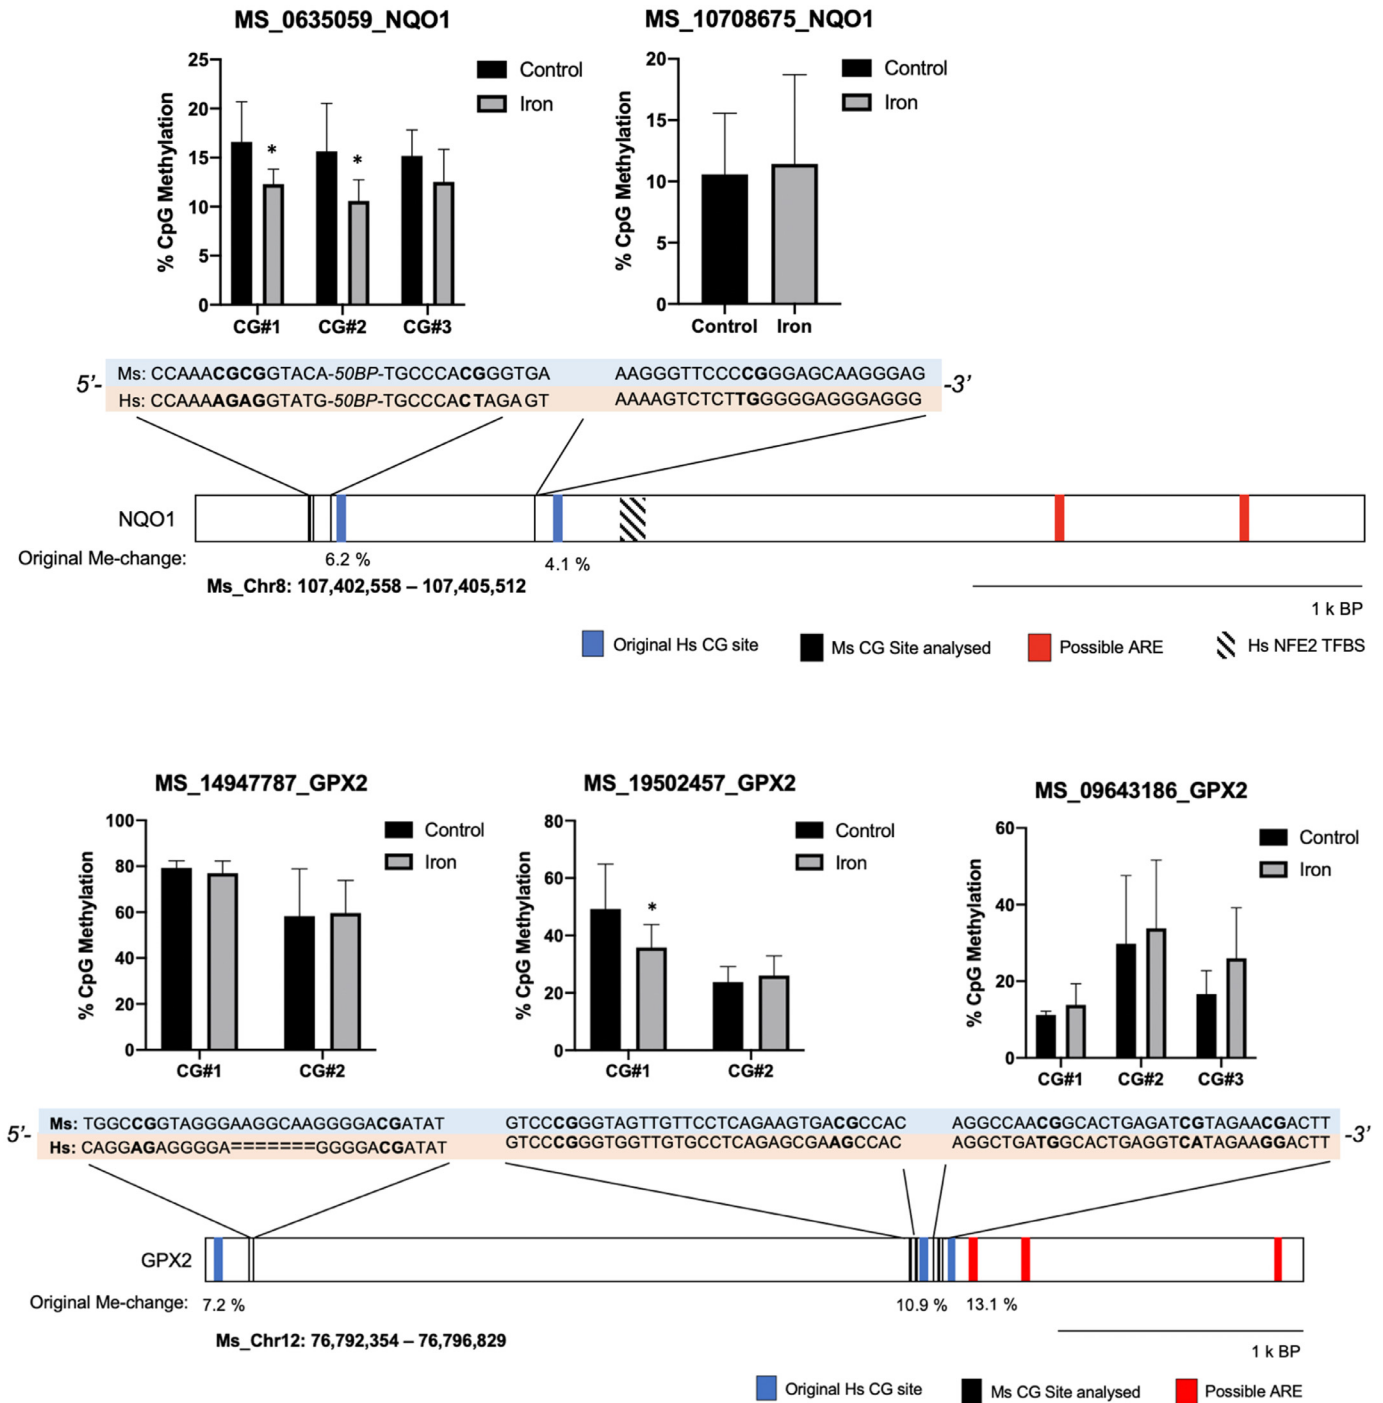 MS_0635059_NQO1
MS_10708675_NQO1
25
20
15
10
5
0
% CpG Methylation
Control
Iron
*
*
CG#1 CG#2 CG#3
20
15
10
5
0
% CpG Methylation
Control
Iron
Control Iron
5'- Ms: CCAAACGCGGTACA-50BP-TGCCCACGGGTGA AAGGGTTCCCCGGGAGCAAGGGAG -3'
Hs: CCAAAAGAGGTATG-50BP-TGCCCACTAGAGT AAAAGTCTCTTGGGGGAGGGAGGG
NQO1
Original Me-change: 6.2 % 4.1 %
Ms_Chr8: 107,402,558 – 107,405,512
1 k BP
Original Hs CG site Ms CG Site analysed Possible ARE Hs NFE2 TFBS
MS_14947787_GPX2
MS_19502457_GPX2
MS_09643186_GPX2
100
80
60
40
20
0
% CpG Methylation
Control
Iron
CG#1 CG#2
80
60
40
20
0
% CpG Methylation
Control
Iron
*
CG#1 CG#2
60
40
20
0
% CpG Methylation
Control
Iron
CG#1 CG#2 CG#3
5'- Ms: TGGCCGGTAGGGAAGGCAAGGGGACGATAT GTCCCGGGTAGTTGTTCCTCAGAAGTGACGCCAC AGGCCAACGGCACTGAGATCGTAGAACGACTT -3'
Hs: CAGGAGAGGGGA=======GGGGACGATAT GTCCCGGGTGGTTGTGCCTCAGAGCGAAGCCAC AGGCTGATGGCACTGAGGTCATAGAAGGACTT
GPX2
Original Me-change: 7.2 % 10.9 % 13.1 %
Ms_Chr12: 76,792,354 – 76,796,829
1 k BP
Original Hs CG site Ms CG Site analysed Possible ARE